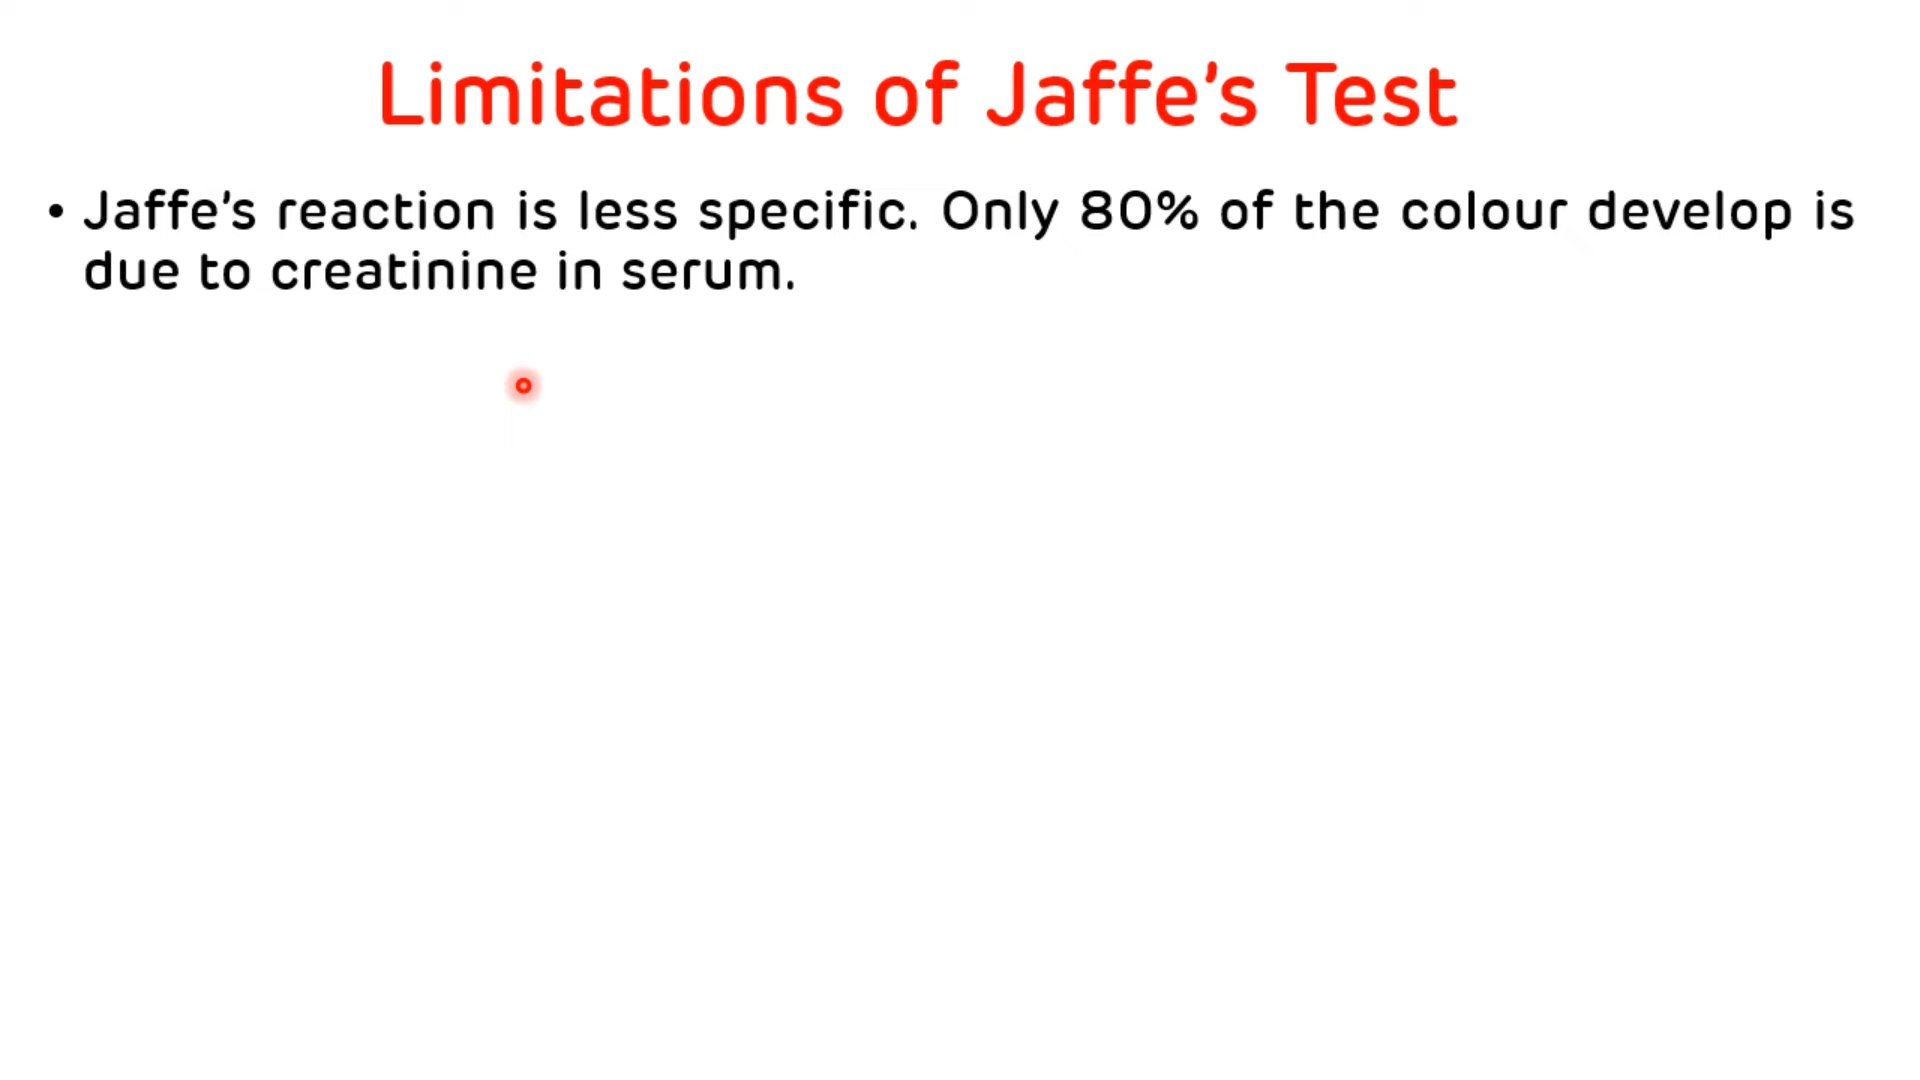 Limitations of Jaffe’s Test
• Jaffe’s reaction is less specific. Only 80% of the colour develop is
due to creatinine in serum.